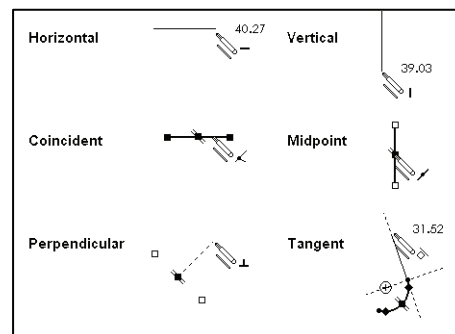 Horizontal 40.27 Vertical 39.03
Coincident Midpoint
Perpendicular Tangent 31.52